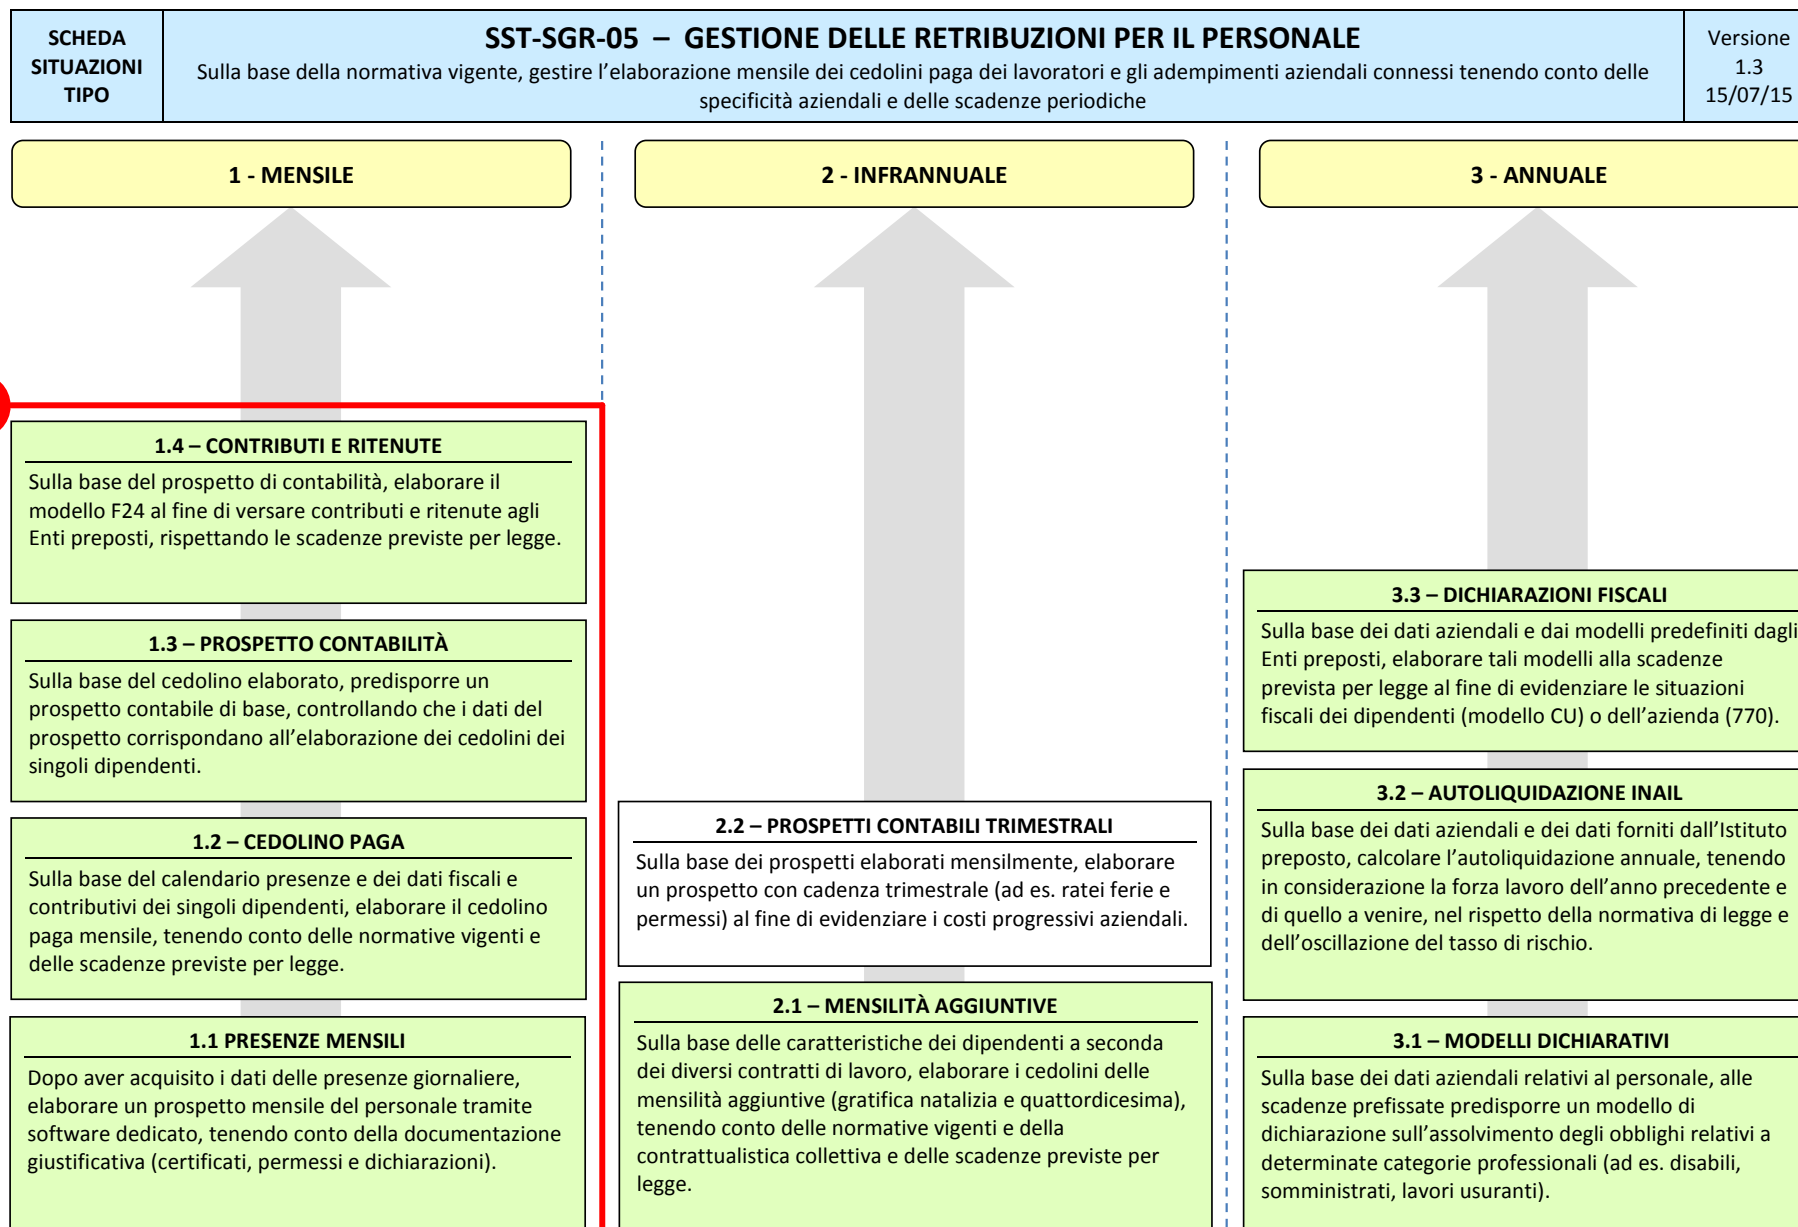 SCHEDA
SITUAZIONI
TIPO
SST-SGR-05 – GESTIONE DELLE RETRIBUZIONI PER IL PERSONALE
Sulla base della normativa vigente, gestire l'elaborazione mensile dei cedolini paga dei lavoratori e gli adempimenti aziendali connessi tenendo conto delle
specificità aziendali e delle scadenze periodiche
Versione
1.3
15/07/15
1 - MENSILE
2 - INFRANNUALE
3 - ANNUALE
1.4 – CONTRIBUTI E RITENUTE
Sulla base del prospetto di contabilità, elaborare il
modello F24 al fine di versare contributi e ritenute agli
Enti preposti, rispettando le scadenze previste per legge.
1.3 – PROSPETTO CONTABILITÀ
Sulla base del cedolino elaborato, predisporre un
prospetto contabile di base, controllando che i dati del
prospetto corrispondano all'elaborazione dei cedolini dei
singoli dipendenti.
1.2 – CEDOLINO PAGA
Sulla base del calendario presenze e dei dati fiscali e
contributivi dei singoli dipendenti, elaborare il cedolino
paga mensile, tenendo conto delle normative vigenti e
delle scadenze previste per legge.
1.1 PRESENZE MENSILI
Dopo aver acquisito i dati delle presenze giornaliere,
elaborare un prospetto mensile del personale tramite
software dedicato, tenendo conto della documentazione
giustificativa (certificati, permessi e dichiarazioni).
2.2 – PROSPETTI CONTABILI TRIMESTRALI
Sulla base dei prospetti elaborati mensilmente, elaborare
un prospetto con cadenza trimestrale (ad es. ratei ferie e
permessi) al fine di evidenziare i costi progressivi aziendali.
2.1 – MENSILITÀ AGGIUNTIVE
Sulla base delle caratteristiche dei dipendenti a seconda
dei diversi contratti di lavoro, elaborare i cedolini delle
mensilità aggiuntive (gratifica natalizia e quattordicesima),
tenendo conto delle normative vigenti e della
contrattualistica collettiva e delle scadenze previste per
legge.
3.3 – DICHIARAZIONI FISCALI
Sulla base dei dati aziendali e dai modelli predefiniti dagli
Enti preposti, elaborare tali modelli alla scadenze
prevista per legge al fine di evidenziare le situazioni
fiscali dei dipendenti (modello CU) o dell'azienda (770).
3.2 – AUTOLIQUIDAZIONE INAIL
Sulla base dei dati aziendali e dei dati forniti dall'Istituto
preposto, calcolare l'autoliquidazione annuale, tenendo
in considerazione la forza lavoro dell'anno precedente e
di quello a venire, nel rispetto della normativa di legge e
dell'oscillazione del tasso di rischio.
3.1 – MODELLI DICHIARATIVI
Sulla base dei dati aziendali relativi al personale, alle
scadenze prefissate predisporre un modello di
dichiarazione sull'assolvimento degli obblighi relativi a
determinate categorie professionali (ad es. disabili,
somministrati, lavori usuranti).